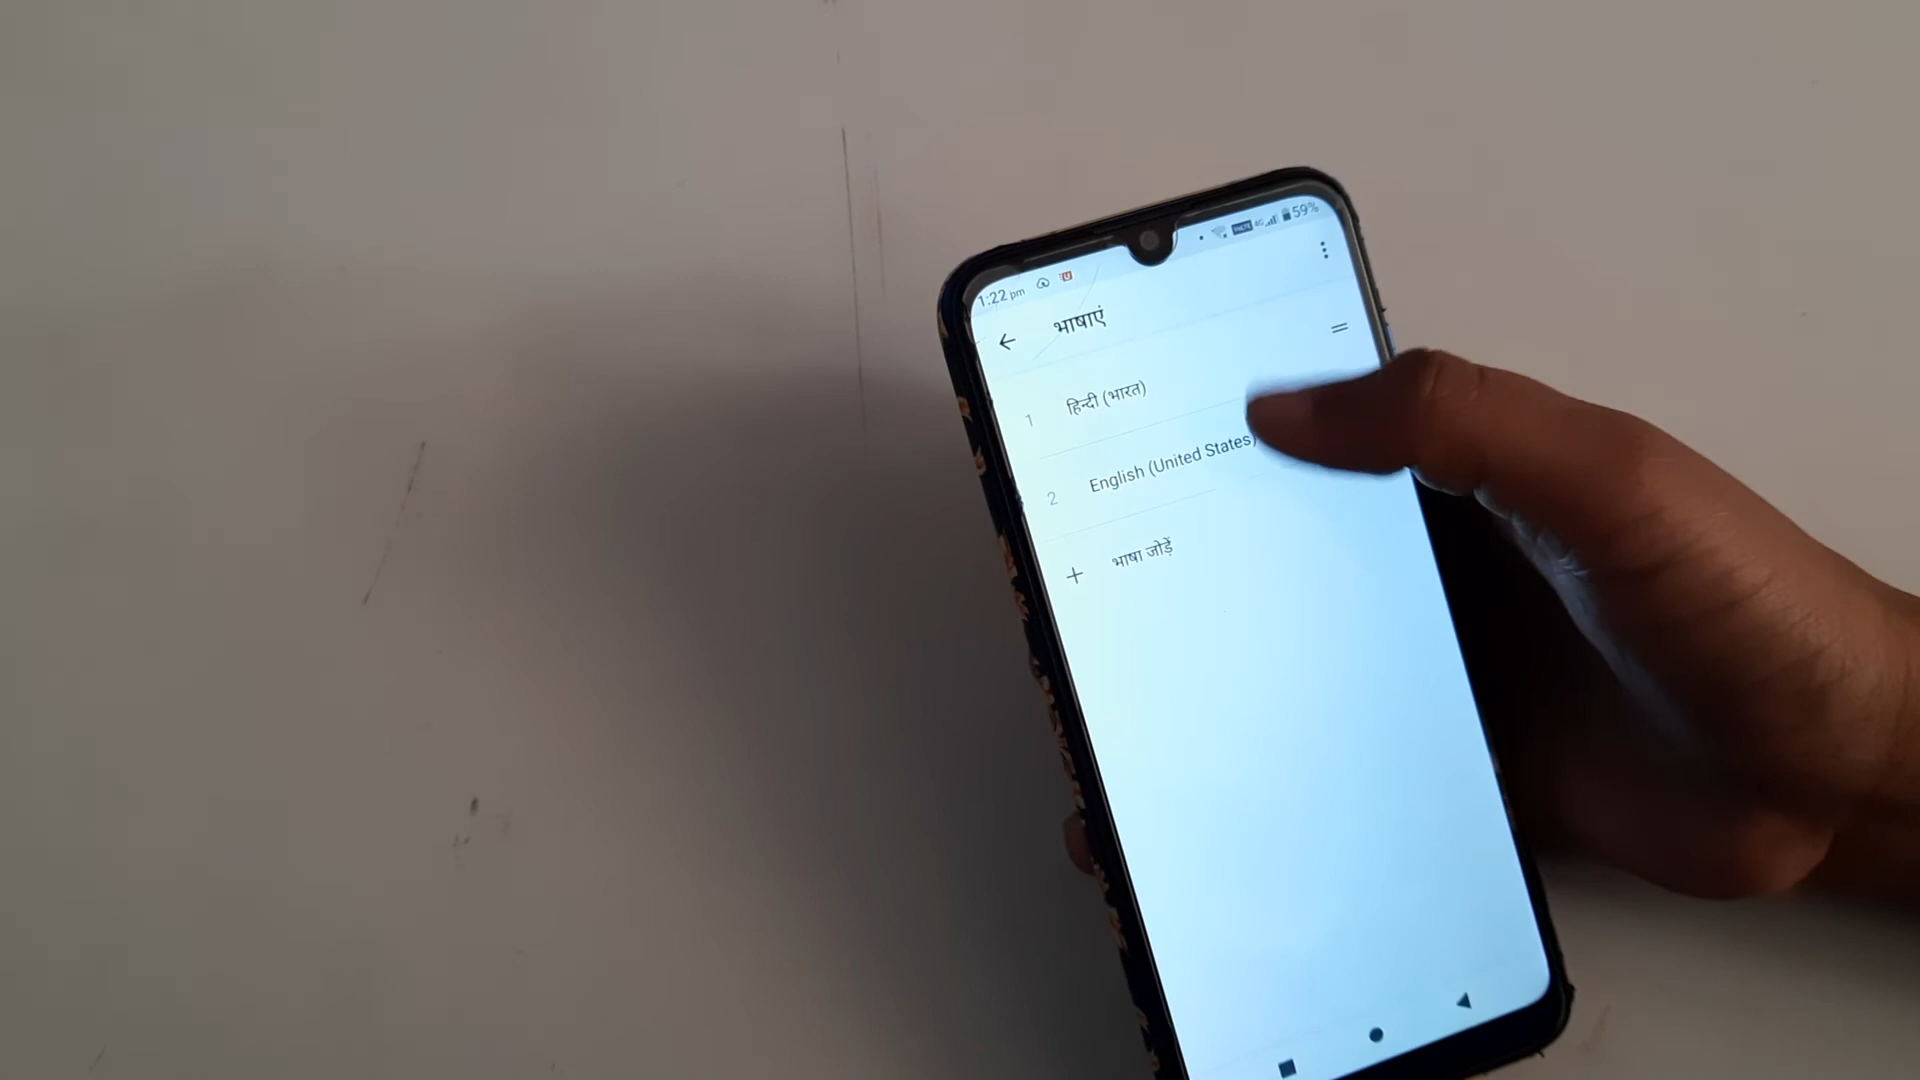 1:22 pm
59%
भाषाएं
1 हिन्दी (भारत)
2 English (United States)
+ भाषा जोड़ें